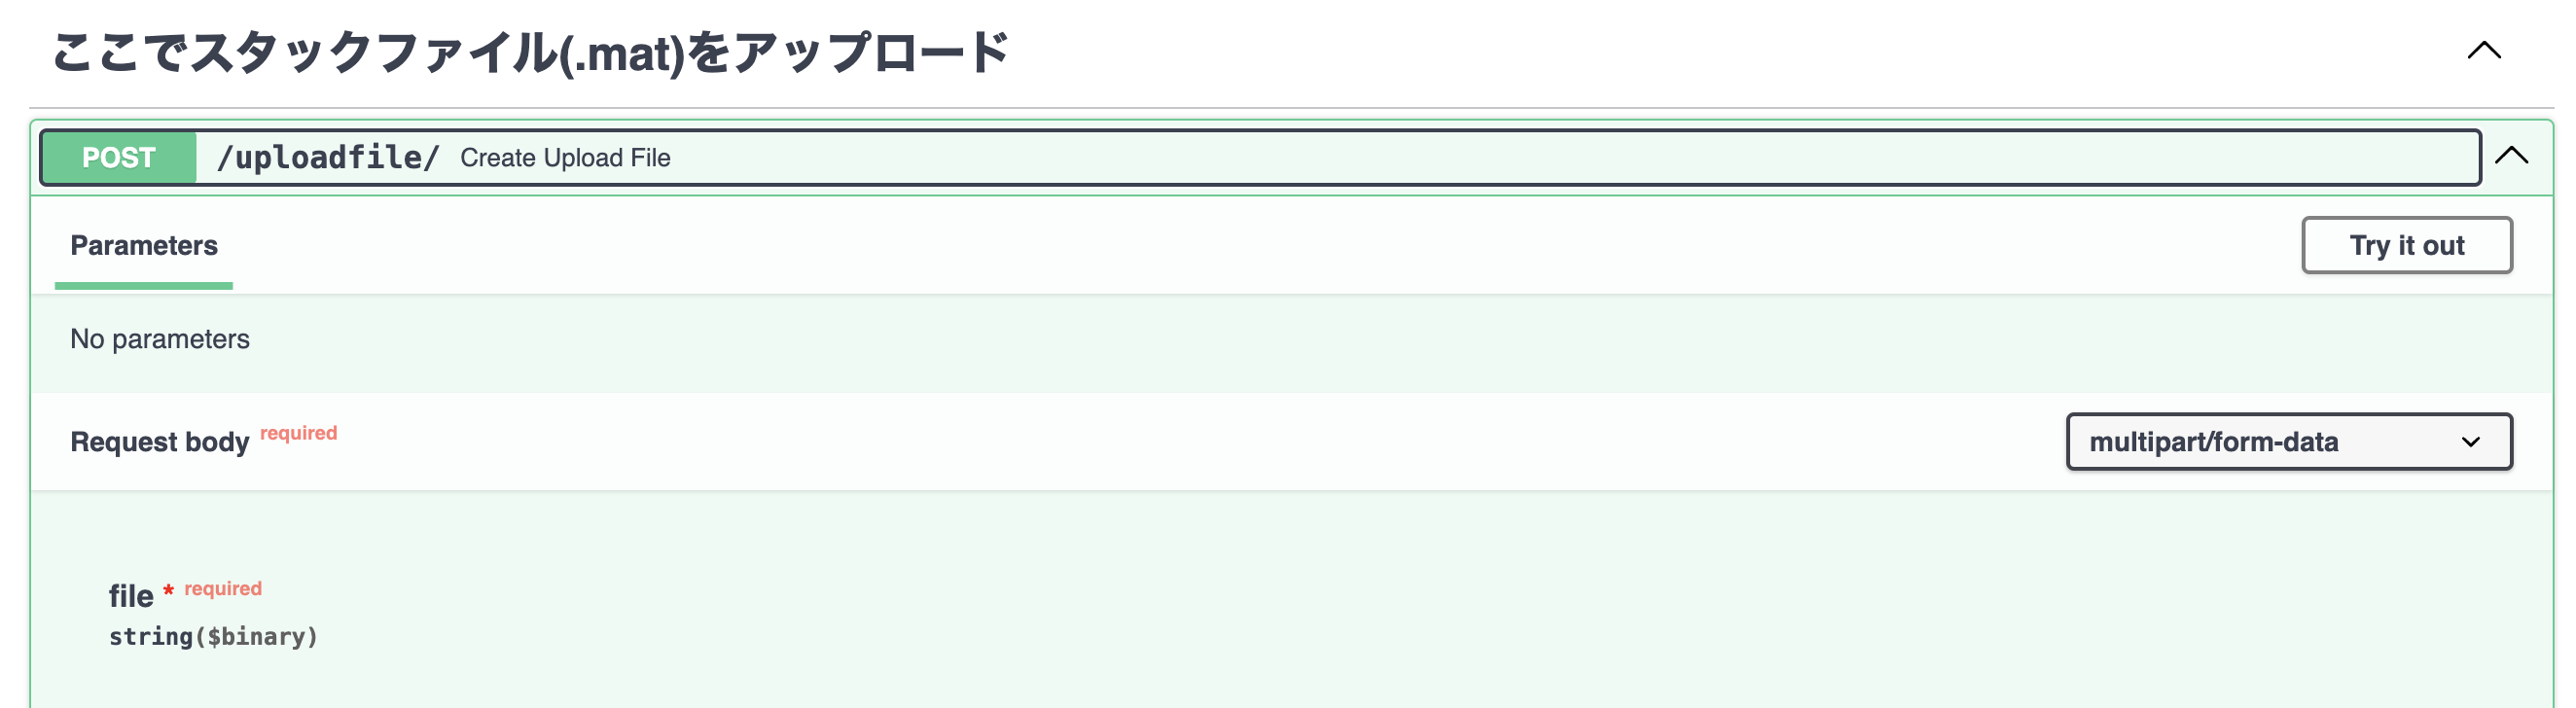 ここでスタックファイル(.mat)をアップロード
POST /uploadfile/ Create Upload File
Parameters Try it out
No parameters
Request body required multipart/form-data
file * required
string($binary)